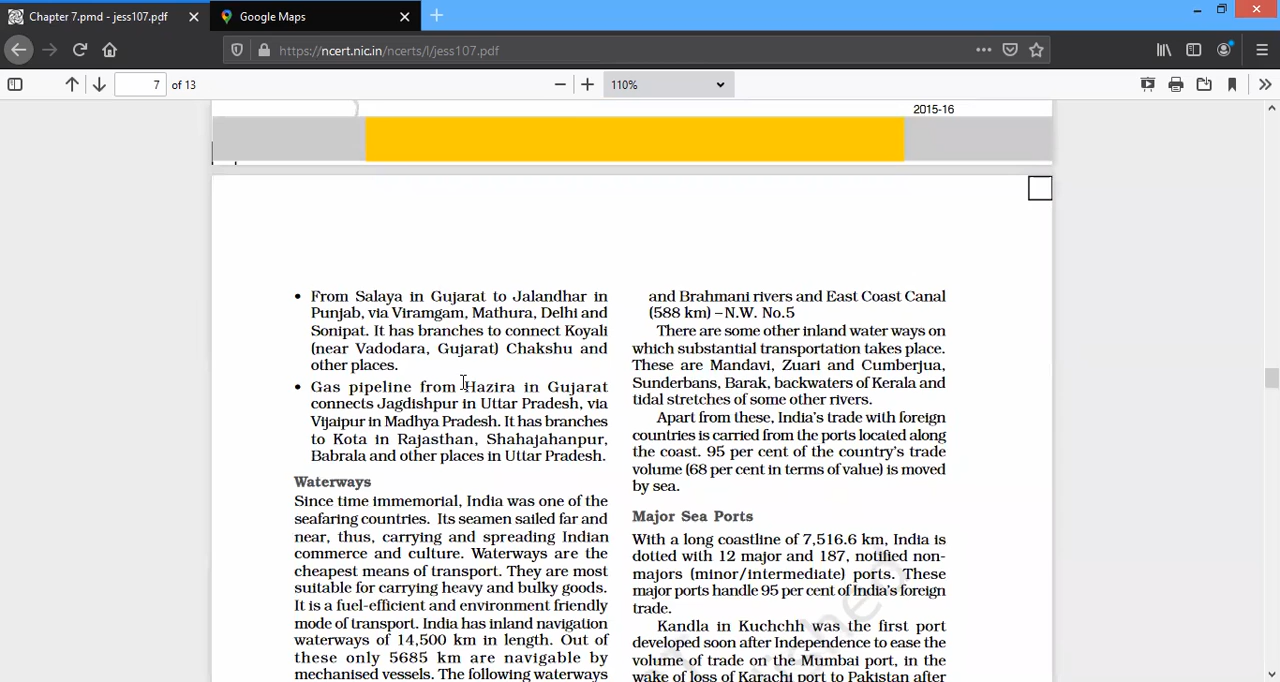 Chapter 7.pmd - jess107.pdf
Google Maps
https://ncert.nic.in/ncerts/l/jess107.pdf
7 of 13
110%
2015-16
• From Salaya in Gujarat to Jalandhar in
Punjab, via Viramgam, Mathura, Delhi and
Sonipat. It has branches to connect Koyali
(near Vadodara, Gujarat) Chakshu and
other places.
• Gas pipeline from Hazira in Gujarat
connects Jagdishpur in Uttar Pradesh, via
Vijaipur in Madhya Pradesh. It has branches
to Kota in Rajasthan, Shahajahanpur,
Babrala and other places in Uttar Pradesh.
Waterways
Since time immemorial, India was one of the
seafaring countries. Its seamen sailed far and
near, thus, carrying and spreading Indian
commerce and culture. Waterways are the
cheapest means of transport. They are most
suitable for carrying heavy and bulky goods.
It is a fuel-efficient and environment friendly
mode of transport. India has inland navigation
waterways of 14,500 km in length. Out of
these only 5685 km are navigable by
mechanised vessels. The following waterways
and Brahmani rivers and East Coast Canal
(588 km) – N.W. No.5
There are some other inland water ways on
which substantial transportation takes place.
These are Mandavi, Zuari and Cumberjua,
Sunderbans, Barak, backwaters of Kerala and
tidal stretches of some other rivers.
Apart from these, India's trade with foreign
countries is carried from the ports located along
the coast. 95 per cent of the country's trade
volume (68 per cent in terms of value) is moved
by sea.
Major Sea Ports
With a long coastline of 7,516.6 km, India is
dotted with 12 major and 187, notified non-
majors (minor/intermediate) ports. These
major ports handle 95 per cent of India's foreign
trade.
Kandla in Kuchchh was the first port
developed soon after Independence to ease the
volume of trade on the Mumbai port, in the
wake of loss of Karachi port to Pakistan after